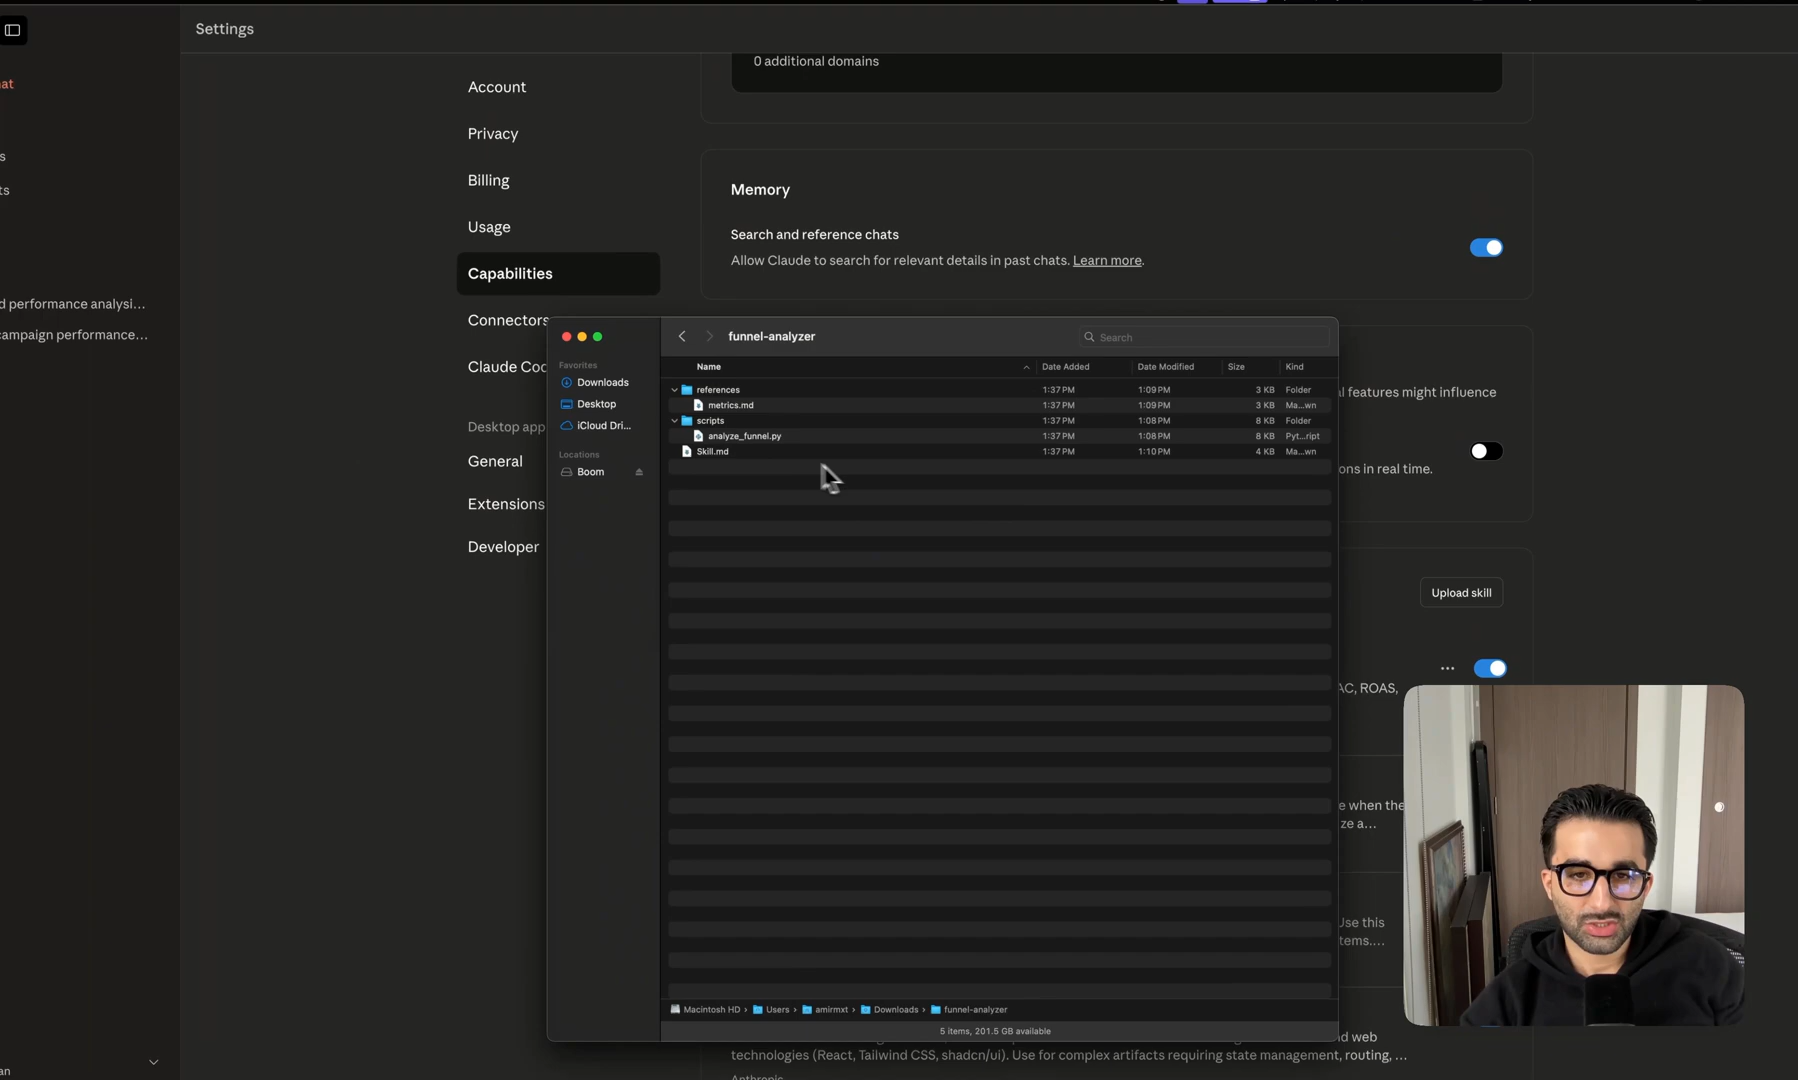 Settings
at
s
ts
d performance analysi...
campaign performance...
an
Account
Privacy
Billing
Usage
Capabilities
Connectors
Claude Coc
Desktop app
General
Extensions
Developer
0 additional domains
Memory
Search and reference chats
Allow Claude to search for relevant details in past chats. Learn more.
al features might influence
ons in real time.
Upload skill
...
AC, ROAS,
e when the
ze a...
Use this
tems....
nd web
technologies (React, Tailwind CSS, shadcn/ui). Use for complex artifacts requiring state management, routing, ...
Anthropic
funnel-analyzer
Search
Favorites
Downloads
Desktop
iCloud Dri...
Locations
Boom
Name Date Added Date Modified Size Kind
references 1:37 PM 1:09 PM 3 KB Folder
metrics.md 1:37 PM 1:09 PM 3 KB Ma...wn
scripts 1:37 PM 1:08 PM 8 KB Folder
analyze_funnel.py 1:37 PM 1:08 PM 8 KB Pyt...ript
Skill.md 1:37 PM 1:10 PM 4 KB Ma...wn
Macintosh HD › Users › amirmxt › Downloads › funnel-analyzer
5 items, 201.5 GB available